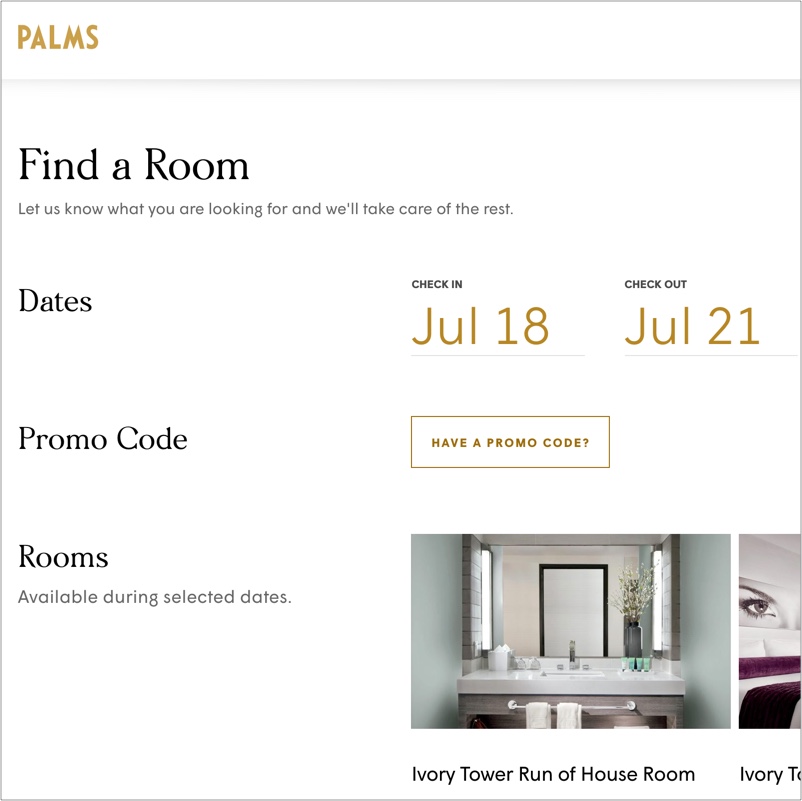 PALMS
Find a Room
Let us know what you are looking for and we'll take care of the rest.
Dates
CHECK IN
CHECK OUT
Jul 18
Jul 21
Promo Code
HAVE A PROMO CODE?
Rooms
Available during selected dates.
Ivory Tower Run of House Room
Ivory